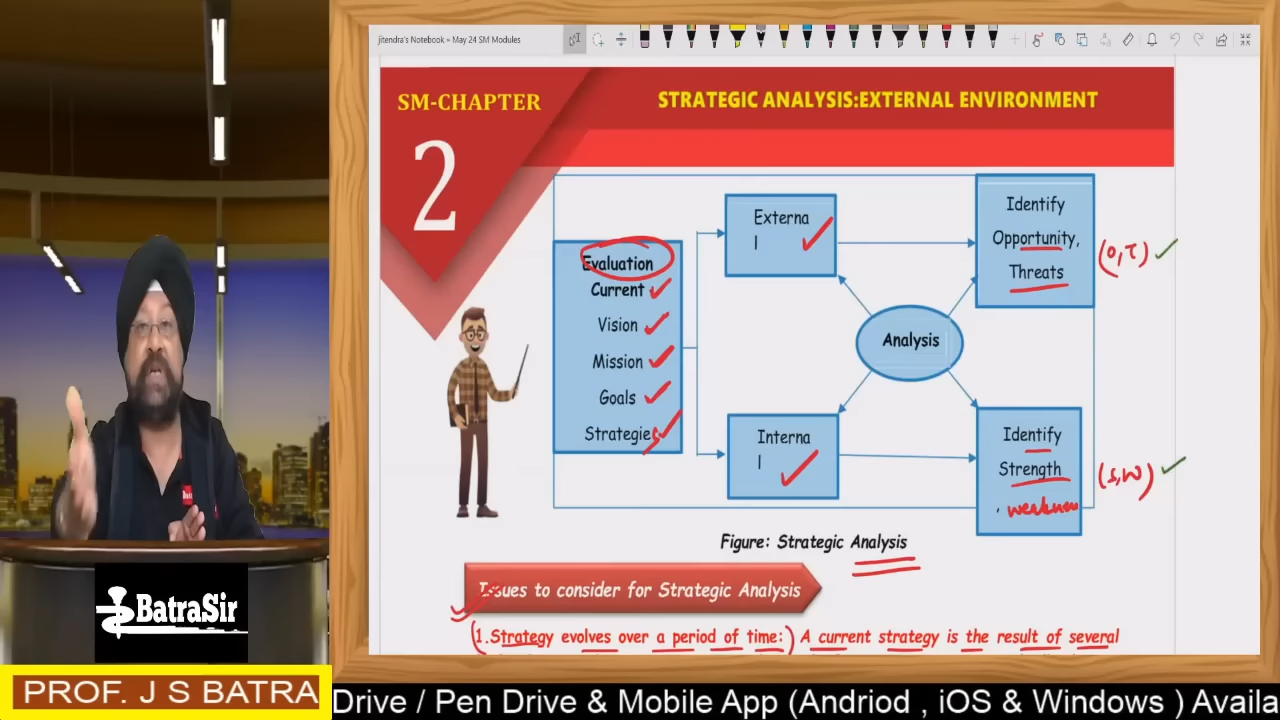 jitendra's Notebook » May 24 SM Modules
SM-CHAPTER
2
STRATEGIC ANALYSIS:EXTERNAL ENVIRONMENT
Evaluation
Current
Vision
Mission
Goals
Strategies
Externa
l
Interna
l
Analysis
Identify
Opportunity,
Threats
(O,T)
Identify
Strength
, weakness
(S,W)
Figure: Strategic Analysis
Issues to consider for Strategic Analysis
(1.Strategy evolves over a period of time:) A current strategy is the result of several
BatraSir
PROF. J S BATRA
Drive / Pen Drive & Mobile App (Andriod , iOS & Windows ) Availa